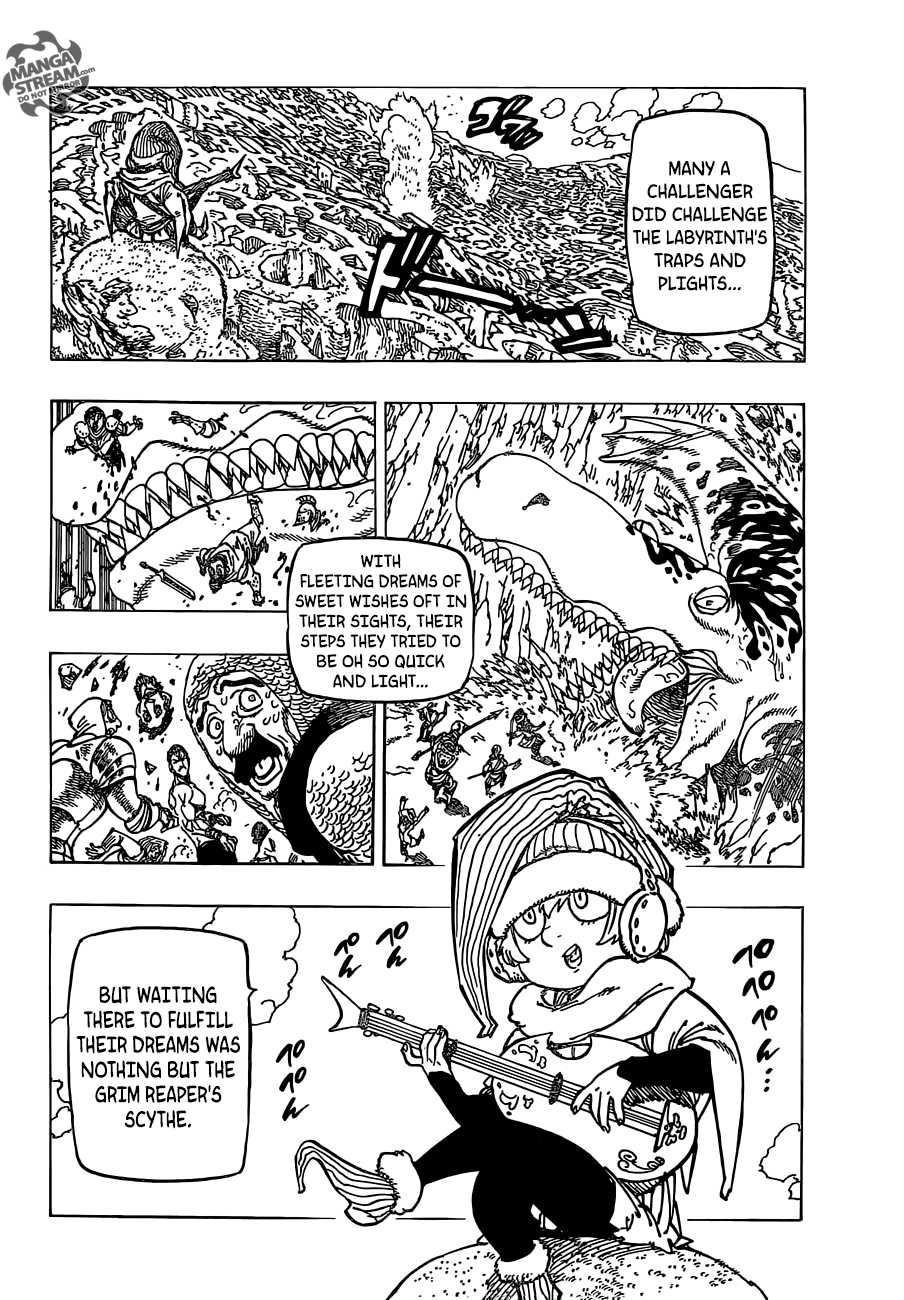 MANGA
STREAM.com
DO NOT MIRROR
MANY A
CHALLENGER
DID CHALLENGE
THE LABYRINTH'S
TRAPS AND
PLIGHTS...
WITH
FLEETING DREAMS OF
SWEET WISHES OFT IN
THEIR SIGHTS, THEIR
STEPS THEY TRIED TO
BE OH SO QUICK
AND LIGHT...
BUT WAITING
THERE TO FULFILL
THEIR DREAMS WAS
NOTHING BUT THE
GRIM REAPER'S
SCYTHE.